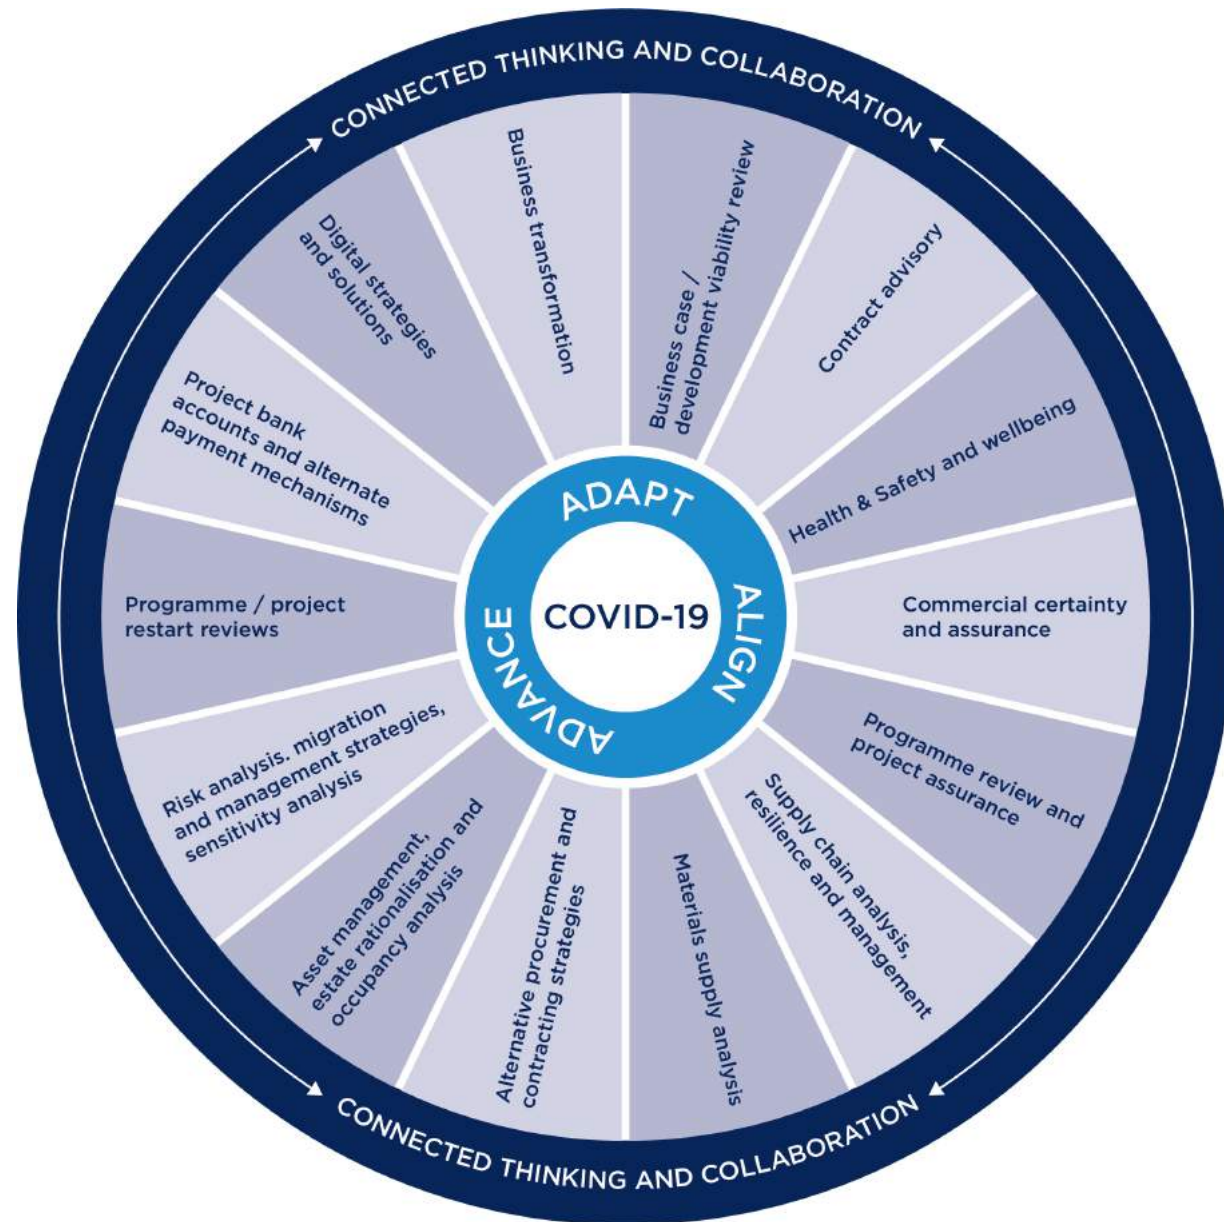 CONNECTED THINKING AND COLLABORATION
Business case /
development viability review
Contract advisory
Health & Safety and wellbeing
Commercial certainty
and assurance
Programme review and
project assurance
Supply chain analysis,
resilience and management
Materials supply analysis
Alternative procurement and
contracting strategies
Asset management,
estate rationalisation and
occupancy analysis
Risk analysis. migration
and management strategies,
sensitivity analysis
Programme / project
restart reviews
Project bank
accounts and alternate
payment mechanisms
Digital strategies
and solutions
Business transformation
ADAPT
ALIGN
ADVANCE
COVID-19
CONNECTED THINKING AND COLLABORATION